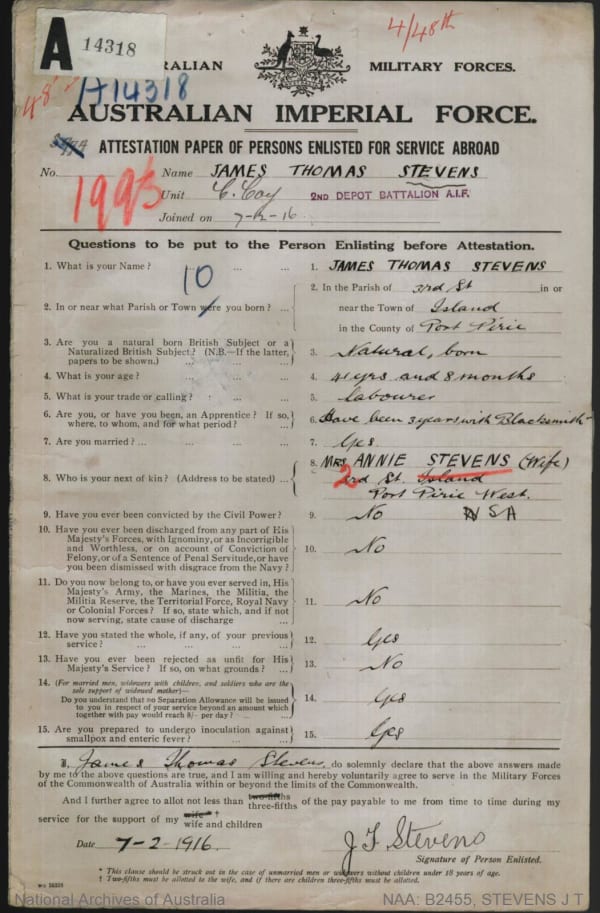 A 14318
4/48th
AUSTRALIAN MILITARY FORCES.
48
H14318
AUSTRALIAN IMPERIAL FORCE.
ATTESTATION PAPER OF PERSONS ENLISTED FOR SERVICE ABROAD
No. 1995 Name JAMES THOMAS STEVENS
Unit C. Coy 2ND DEPOT BATTALION A.I.F.
Joined on 7-2-16
Questions to be put to the Person Enlisting before Attestation.
1. What is your Name? ... ... ... 1. JAMES THOMAS STEVENS
10
2. In or near what Parish or Town were you born? ... 2. In the Parish of 3rd St in or
near the Town of Island
in the County of Port Pirie
3. Are you a natural born British Subject or a
Naturalized British Subject? (N.B.—If the latter,
papers to be shown.) ... 3. Natural, born
4. What is your age? ... ... ... 4. 41 yrs and 8 months
5. What is your trade or calling? ... ... ... 5. labourer
6. Are you, or have you been, an Apprentice? If so,
where, to whom, and for what period? ... 6. Have been 3 years with Blacksmith
7. Are you married? ... ... ... ... 7. Yes
8. Who is your next of kin? (Address to be stated) ... 8. MRS ANNIE STEVENS (Wife)
2 3rd St. Island
Port Pirie West.
9. Have you ever been convicted by the Civil Power? ... 9. No SA
10. Have you ever been discharged from any part of His
Majesty's Forces, with Ignominy, or as Incorrigible
and Worthless, or on account of Conviction of
Felony, or of a Sentence of Penal Servitude, or have
you been dismissed with disgrace from the Navy? 10. No
11. Do you now belong to, or have you ever served in, His
Majesty's Army, the Marines, the Militia, the
Militia Reserve, the Territorial Force, Royal Navy
or Colonial Forces? If so, state which, and if not
now serving, state cause of discharge ... 11. No
12. Have you stated the whole, if any, of your previous
service? ... ... ... ... 12. Yes
13. Have you ever been rejected as unfit for His
Majesty's Service? If so, on what grounds? ... 13. No
14. (For married men, widowers with children, and soldiers who are the
sole support of widowed mother)—
Do you understand that no Separation Allowance will be issued
to you in respect of your service beyond an amount which
together with pay would reach 8/- per day? ... ... 14. Yes
15. Are you prepared to undergo inoculation against
smallpox and enteric fever? ... ... 15. Yes
I, James Thomas Stevens, do solemnly declare that the above answers made
by me to the above questions are true, and I am willing and hereby voluntarily agree to serve in the Military Forces
of the Commonwealth of Australia within or beyond the limits of the Commonwealth.
And I further agree to allot not less than two-fifths three-fifths of the pay payable to me from time to time during my
service for the support of my wife † wife and children
Date 7-2-1916. J T Stevens
Signature of Person Enlisted.
* This clause should be struck out in the case of unmarried men or widowers without children under 18 years of age.
† Two-fifths must be allotted to the wife, and if there are children three-fifths must be allotted.
National Archives of Australia NAA: B2455, STEVENS J T